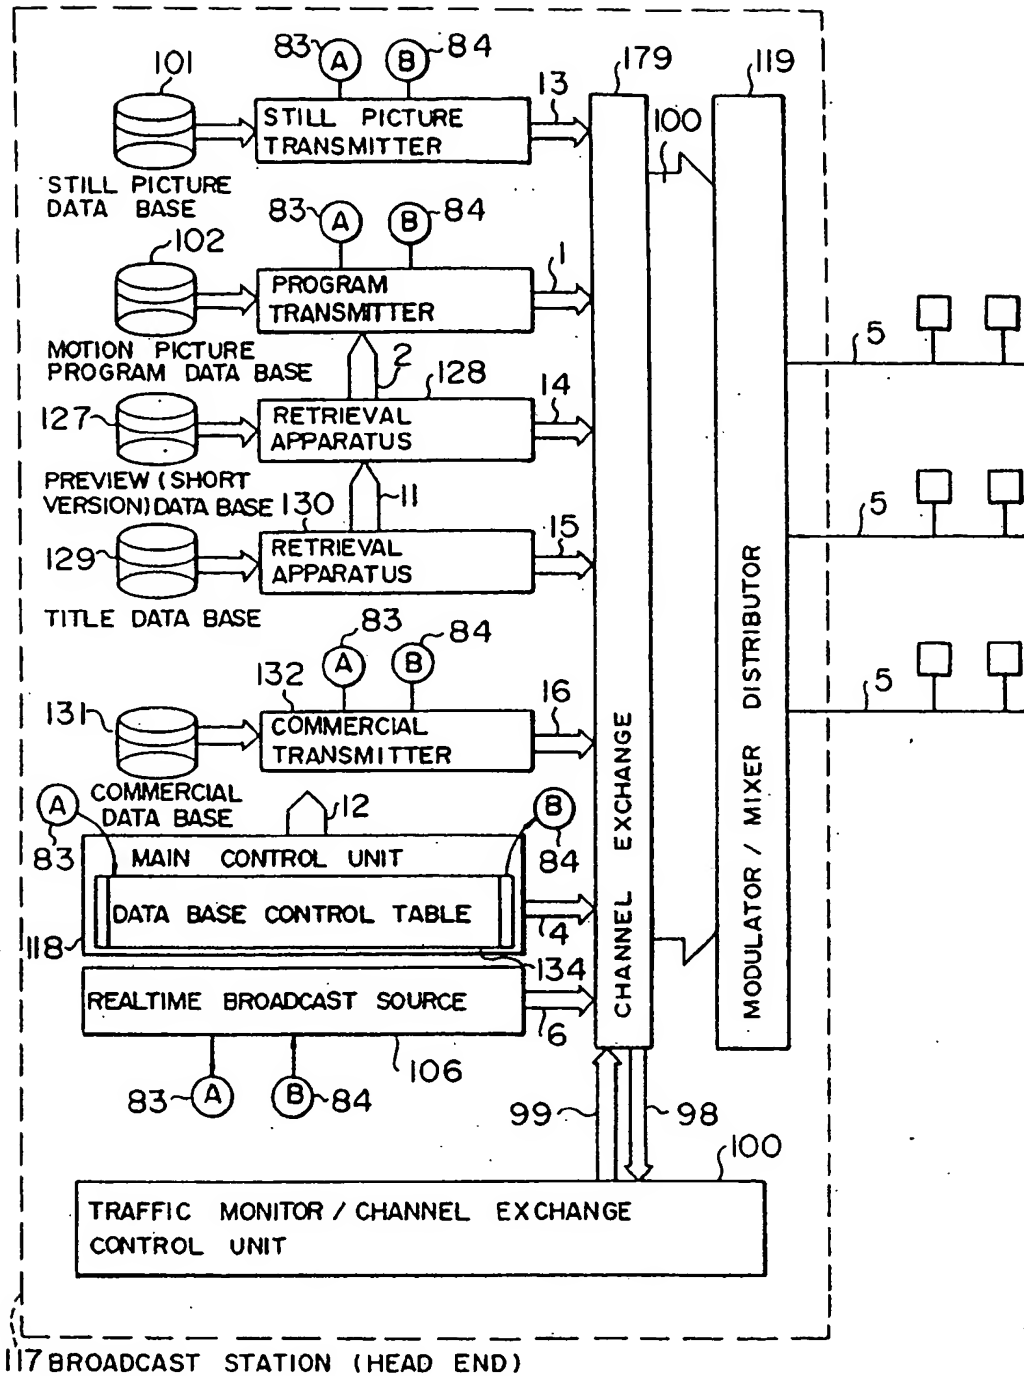 83 A B 84
101 13 179 119
STILL PICTURE
TRANSMITTER
100
STILL PICTURE
DATA BASE
83 A B 84
102 1
PROGRAM
TRANSMITTER
MOTION PICTURE
PROGRAM DATA BASE
2 128
5
127 14
RETRIEVAL
APPARATUS
PREVIEW (SHORT
VERSION) DATA BASE
130 11
129 15
RETRIEVAL
APPARATUS
5
TITLE DATA BASE
83 A B 84
132 16
131
COMMERCIAL
TRANSMITTER
5
COMMERCIAL
DATA BASE
A 83
12
B 84
MAIN CONTROL UNIT
DATA BASE CONTROL TABLE
118 4
134
REALTIME BROADCAST SOURCE
6
106
83 A B 84
CHANNEL EXCHANGE
MODULATOR / MIXER DISTRIBUTOR
99 98
100
TRAFFIC MONITOR / CHANNEL EXCHANGE
CONTROL UNIT
117 BROADCAST STATION (HEAD END)